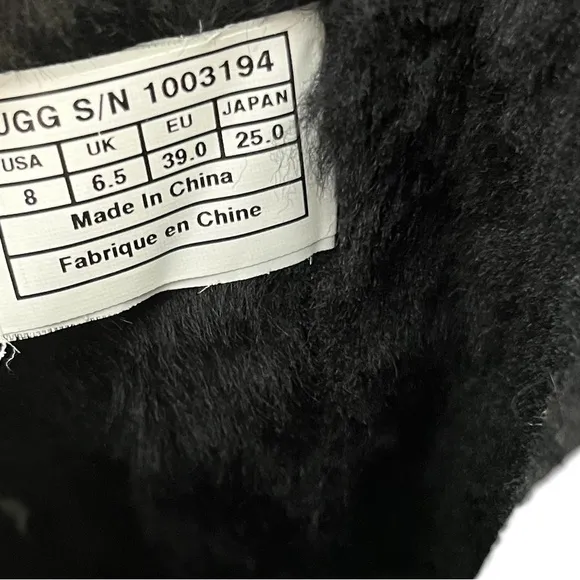 UGG S/N 1003194
USA UK EU JAPAN
8 6.5 39.0 25.0
Made In China
Fabrique en Chine